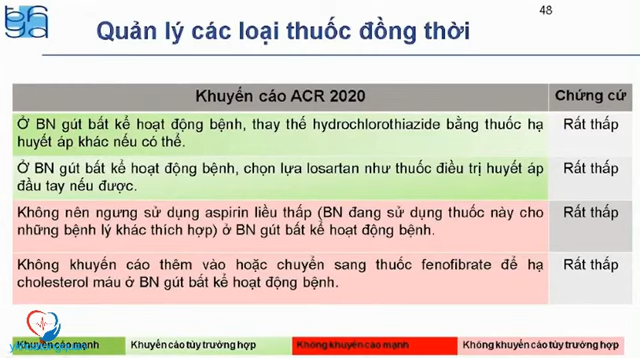 48
Quản lý các loại thuốc đồng thời
Khuyến cáo ACR 2020
Chứng cứ
Ở BN gút bất kể hoạt động bệnh, thay thế hydrochlorothiazide bằng thuốc hạ
huyết áp khác nếu có thể.
Rất thấp
Ở BN gút bất kể hoạt động bệnh, chọn lựa losartan như thuốc điều trị huyết áp
đầu tay nếu được.
Rất thấp
Không nên ngưng sử dụng aspirin liều thấp (BN đang sử dụng thuốc này cho
những bệnh lý khác thích hợp) ở BN gút bất kể hoạt động bệnh.
Rất thấp
Không khuyến cáo thêm vào hoặc chuyển sang thuốc fenofibrate để hạ
cholesterol máu ở BN gút bất kể hoạt động bệnh.
Rất thấp
Khuyến cáo mạnh
Khuyến cáo tùy trường hợp
Không khuyến cáo mạnh
Không khuyến cáo tùy trường hợp